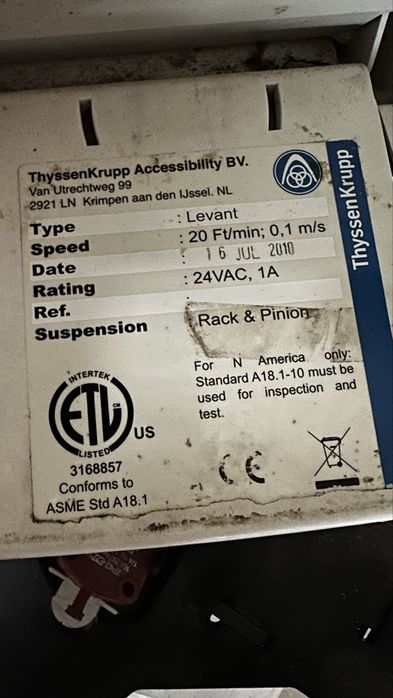 ThyssenKrupp Accessibility BV.
Van Utrechtweg 99
2921 LN Krimpen aan den IJssel. NL
ThyssenKrupp
Type : Levant
Speed : 20 Ft/min; 0,1 m/s
Date : 16 JUL 2010
Rating : 24VAC, 1A
Ref. :
Suspension Rack & Pinion
For N America only:
Standard A18.1-10 must be
used for inspection and
test.
INTERTEK
ETL
CM
LISTED
US
3168857
Conforms to
ASME Std A18.1
CE